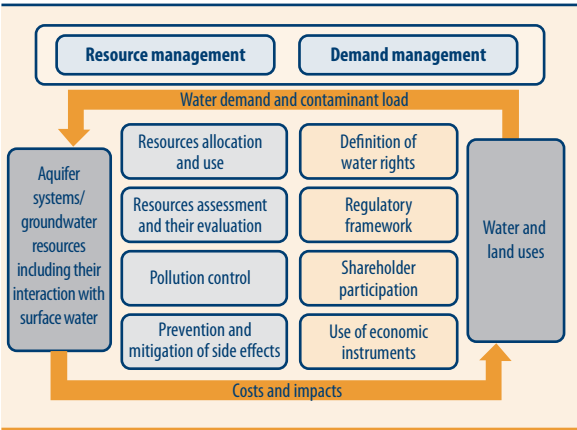 Resource management
Demand management
Water demand and contaminant load
Aquifer
systems/
groundwater
resources
including their
interaction with
surface water
Resources allocation
and use
Definition of
water rights
Resources assessment
and their evaluation
Regulatory
framework
Pollution control
Shareholder
participation
Prevention and
mitigation of side effects
Use of economic
instruments
Water and
land uses
Costs and impacts